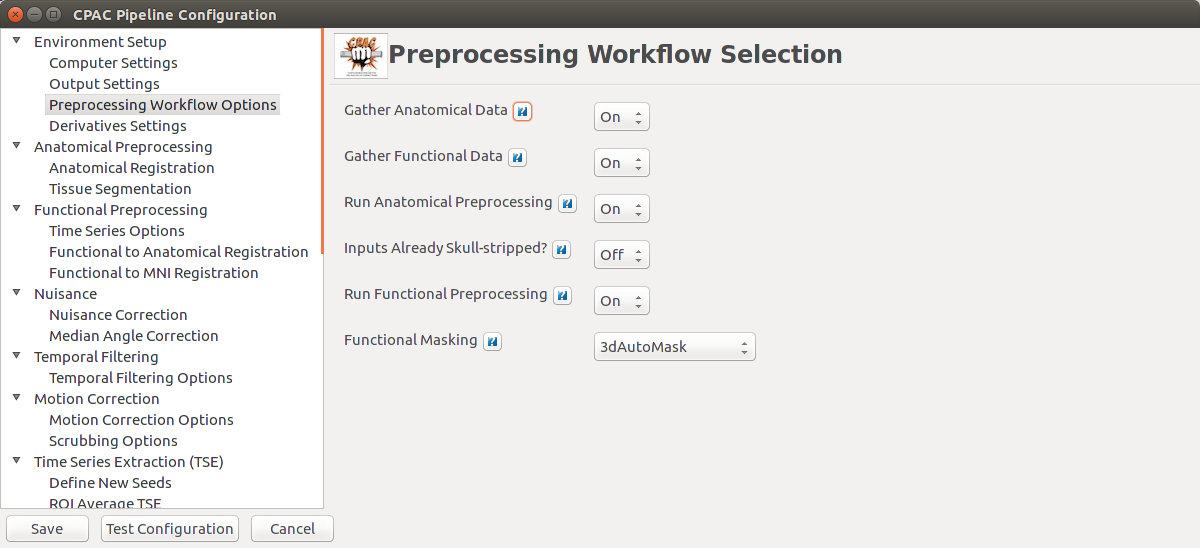 CPAC Pipeline Configuration
Environment Setup
Computer Settings
Output Settings
Preprocessing Workflow Options
Derivatives Settings
Anatomical Preprocessing
Anatomical Registration
Tissue Segmentation
Functional Preprocessing
Time Series Options
Functional to Anatomical Registration
Functional to MNI Registration
Nuisance
Nuisance Correction
Median Angle Correction
Temporal Filtering
Temporal Filtering Options
Motion Correction
Motion Correction Options
Scrubbing Options
Time Series Extraction (TSE)
Define New Seeds
ROI Average TSE
Save Test Configuration Cancel
CPAC
Preprocessing Workflow Selection
Gather Anatomical Data ? On
Gather Functional Data ? On
Run Anatomical Preprocessing ? On
Inputs Already Skull-stripped? ? Off
Run Functional Preprocessing ? On
Functional Masking ? 3dAutoMask